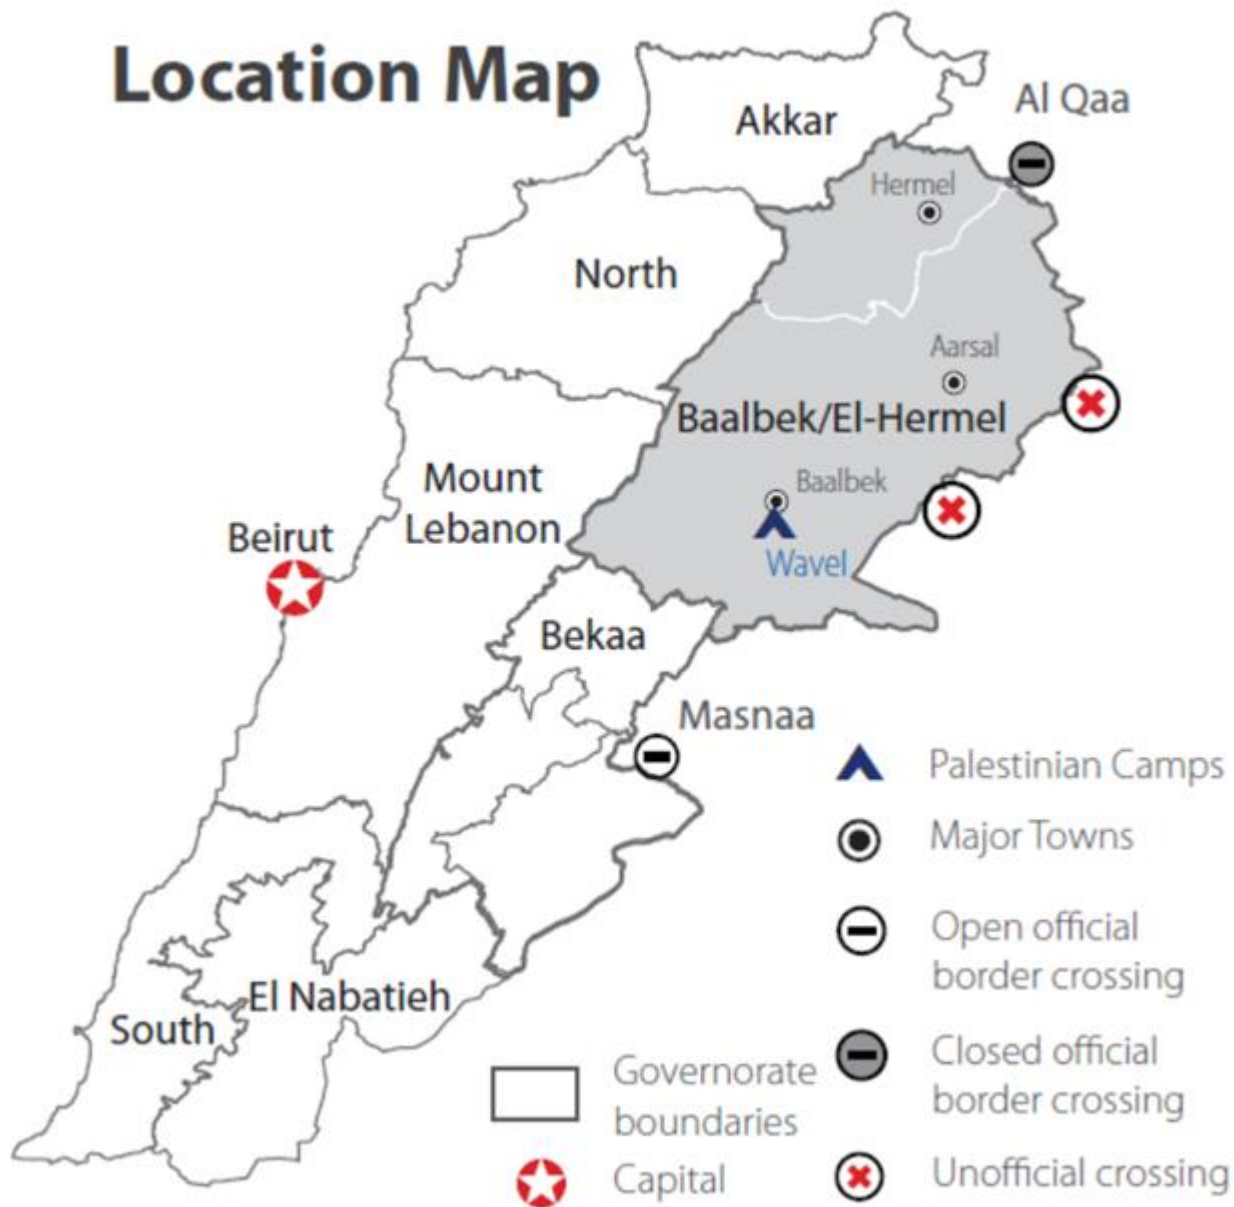 Location Map
Akkar
Al Qaa
Hermel
North
Aarsal
Baalbek/El-Hermel
Mount
Lebanon
Baalbek
Beirut
Wavel
Bekaa
Masnaa
Palestinian Camps
Major Towns
Open official
border crossing
El Nabatieh
South
Closed official
border crossing
Governorate
boundaries
Unofficial crossing
Capital